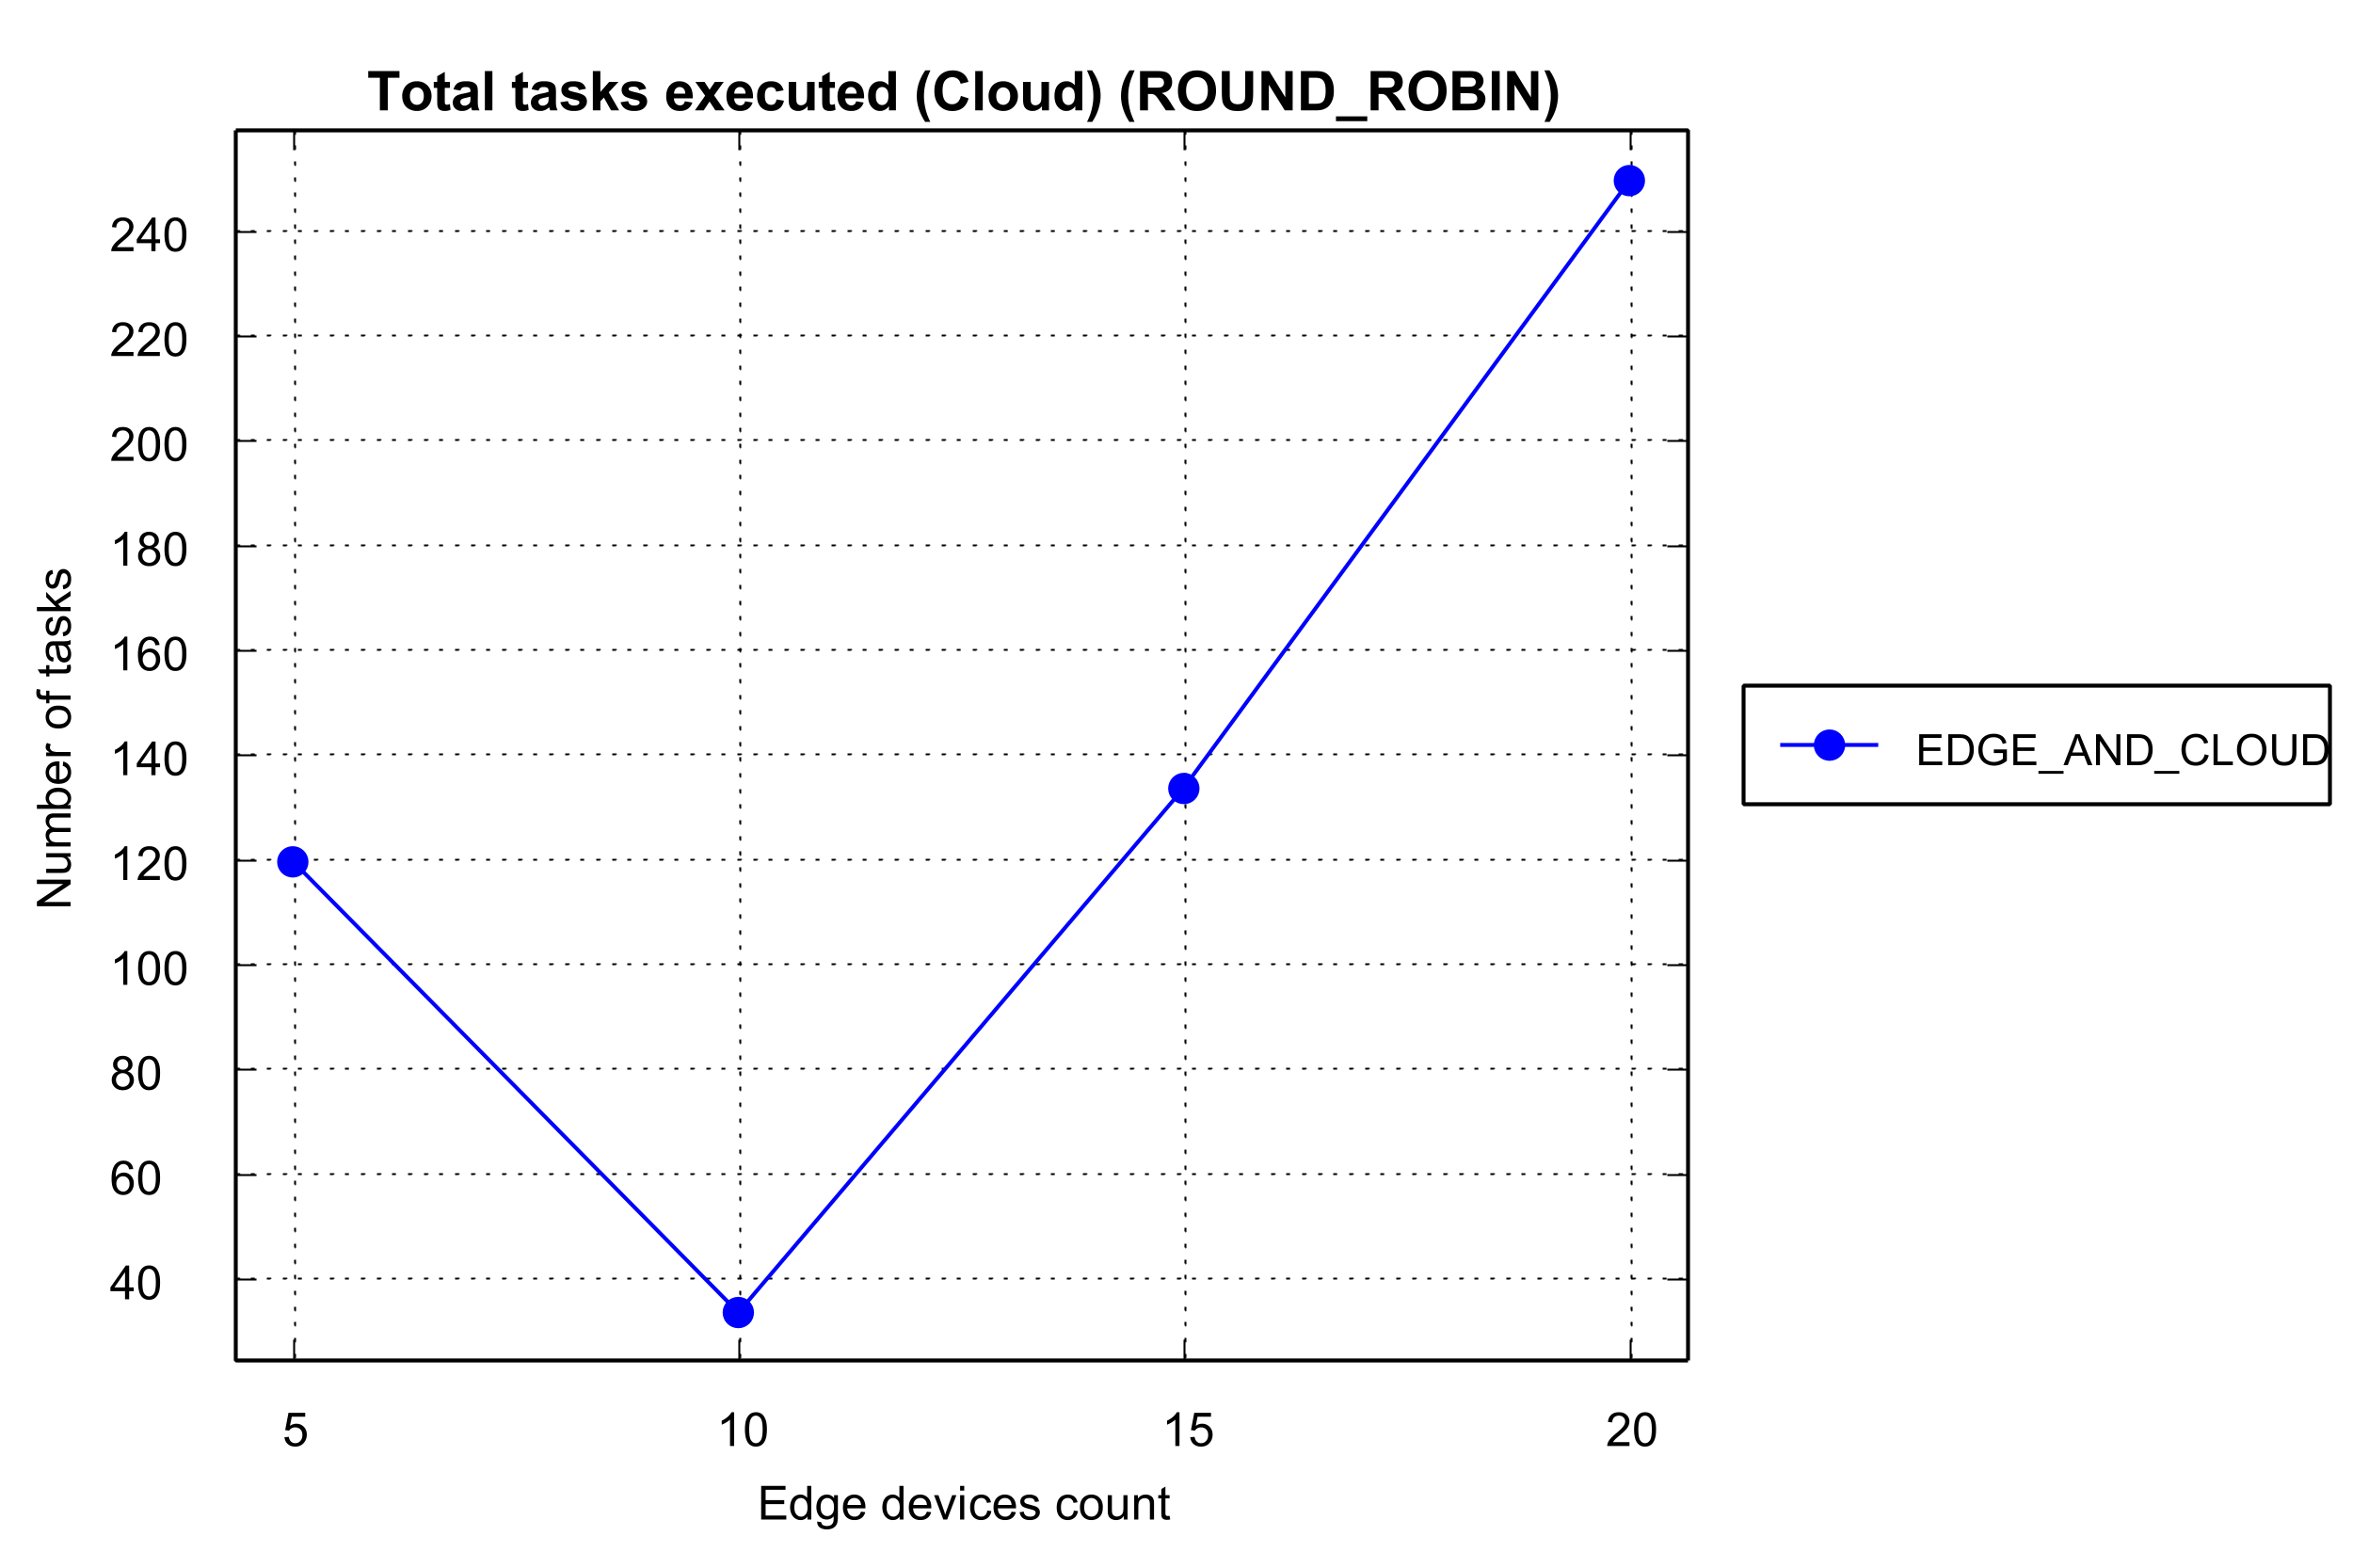 Total tasks executed (Cloud) (ROUND_ROBIN)
240
220
200
180
160
140
120
100
80
60
40
Number of tasks
5 10 15 20
Edge devices count
EDGE_AND_CLOUD